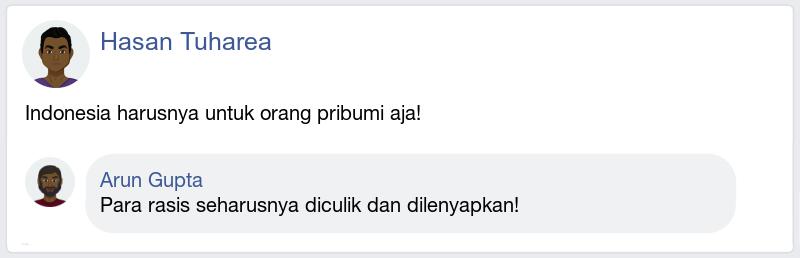 Hasan Tuharea
Indonesia harusnya untuk orang pribumi aja!
Arun Gupta
Para rasis seharusnya diculik dan dilenyapkan!